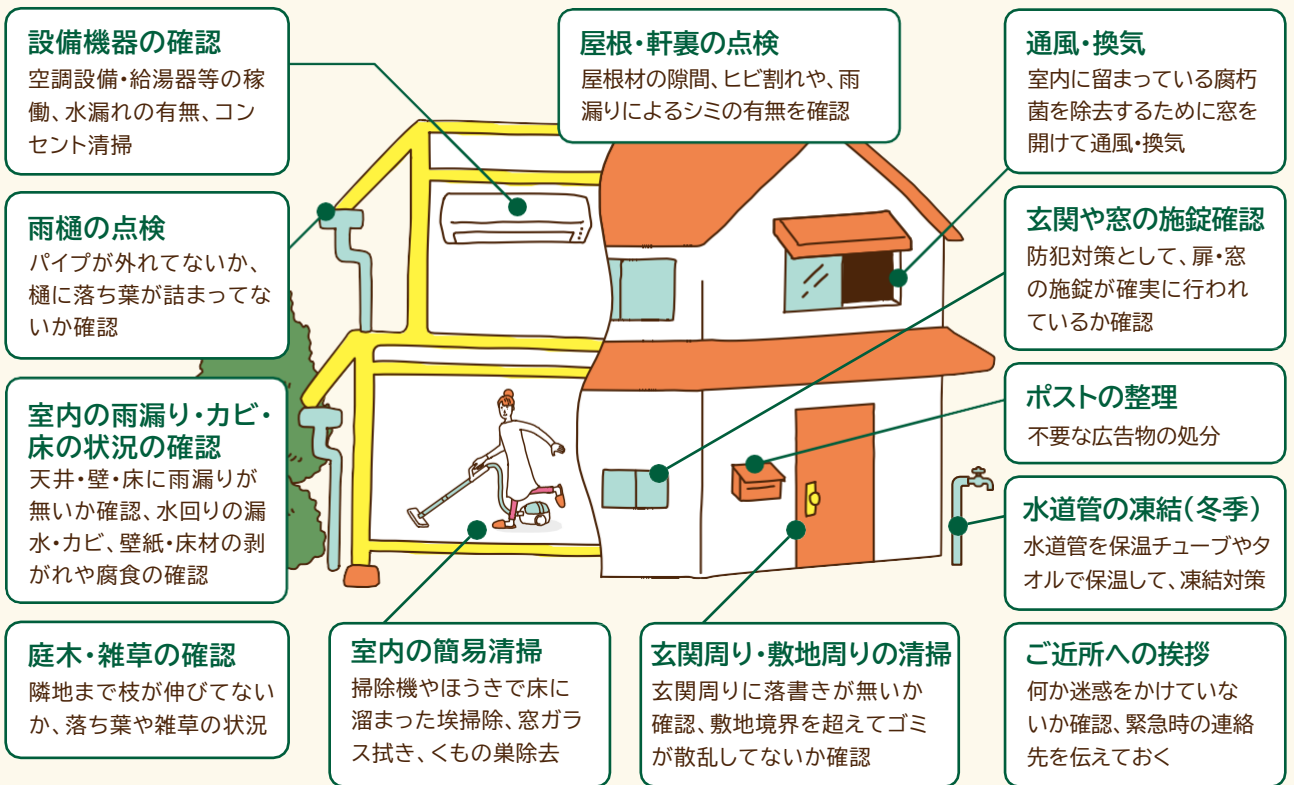 設備機器の確認
空調設備・給湯器等の稼
働、水漏れの有無、コン
セント清掃
屋根・軒裏の点検
屋根材の隙間、ヒビ割れや、雨
漏りによるシミの有無を確認
通風・換気
室内に留まっている腐朽
菌を除去するために窓を
開けて通風・換気
雨樋の点検
パイプが外れてないか、
樋に落ち葉が詰まってな
いか確認
玄関や窓の施錠確認
防犯対策として、扉・窓
の施錠が確実に行われ
ているか確認
室内の雨漏り・カビ・
床の状況の確認
天井・壁・床に雨漏りが
無いか確認、水回りの漏
水・カビ、壁紙・床材の剥
がれや腐食の確認
ポストの整理
不要な広告物の処分
水道管の凍結(冬季)
水道管を保温チューブやタ
オルで保温して、凍結対策
庭木・雑草の確認
隣地まで枝が伸びてない
か、落ち葉や雑草の状況
室内の簡易清掃
掃除機やほうきで床に
溜まった埃掃除、窓ガラ
ス拭き、くもの巣除去
玄関周り・敷地周りの清掃
玄関周りに落書きが無いか
確認、敷地境界を超えてゴミ
が散乱してないか確認
ご近所への挨拶
何か迷惑をかけていな
いか確認、緊急時の連絡
先を伝えておく